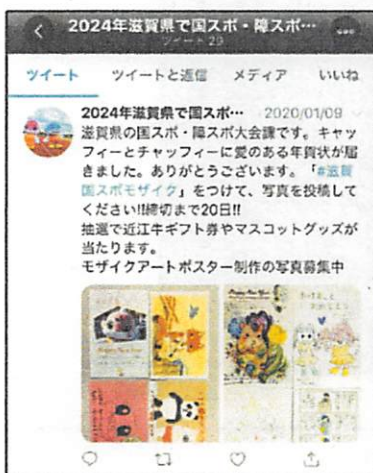 2024年滋賀県で国スポ・障スポ…
ツイート 29
ツイート ツイートと返信 メディア いいね
2024年滋賀県で国スポ… 2020/01/09
滋賀県の国スポ・障スポ大会課です。キャッ
フィーとチャッフィーに愛のある年賀状が届
きました。ありがとうございます。「#滋賀
国スポモザイク」をつけて、写真を投稿して
ください!!締切まで20日!!
抽選で近江牛ギフト券やマスコットグッズが
当たります。
モザイクアートポスター制作の写真募集中